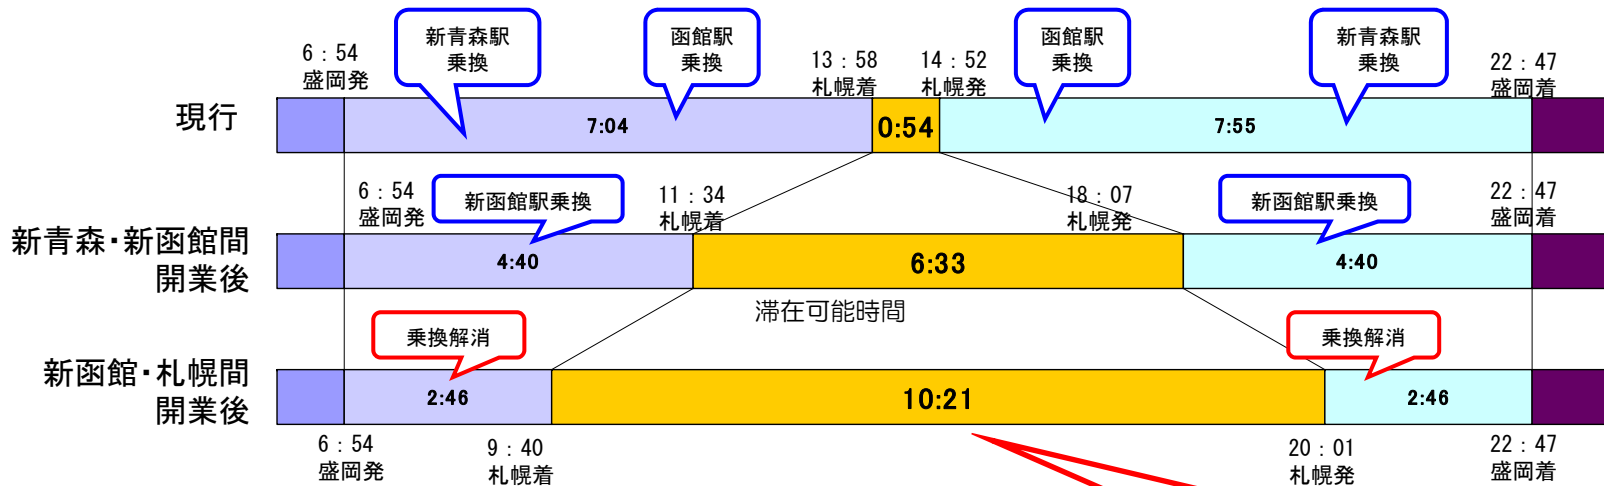 新青森駅
乗換
函館駅
乗換
函館駅
乗換
新青森駅
乗換
6：54
盛岡発
13：58
札幌着
14：52
札幌発
22：47
盛岡着
現行
7:04
0:54
7:55
6：54
盛岡発
新函館駅乗換
11：34
札幌着
18：07
札幌発
新函館駅乗換
22：47
盛岡着
新青森・新函館間
開業後
4:40
6:33
4:40
滞在可能時間
乗換解消
乗換解消
新函館・札幌間
開業後
2:46
10:21
2:46
6：54
盛岡発
9：40
札幌着
20：01
札幌発
22：47
盛岡着